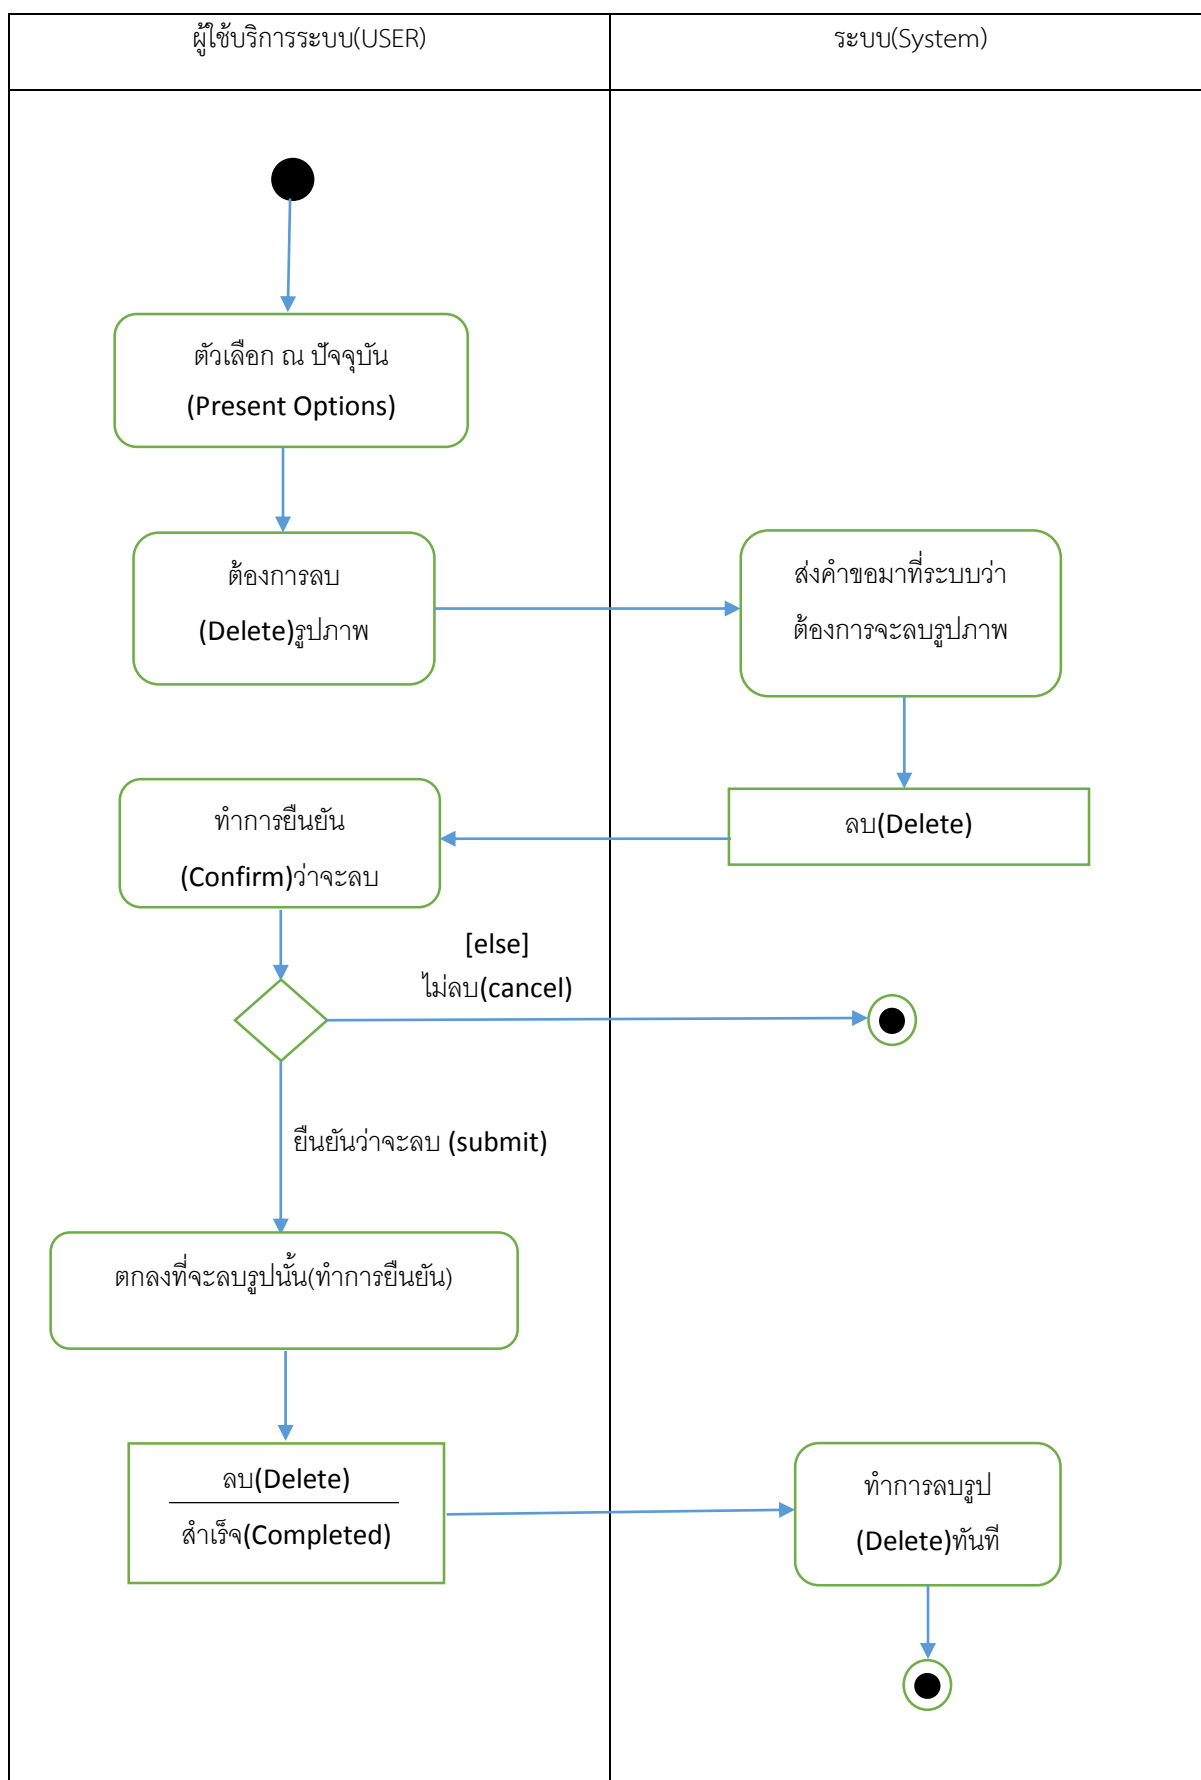 ผู้ใช้บริการระบบ(USER)
ระบบ(System)
ตัวเลือก ณ ปัจจุบัน
(Present Options)
ต้องการลบ
(Delete)รูปภาพ
ส่งคำขอมาที่ระบบว่า
ต้องการจะลบรูปภาพ
ลบ(Delete)
ทำการยืนยัน
(Confirm)ว่าจะลบ
[else]
ไม่ลบ(cancel)
ยืนยันว่าจะลบ (submit)
ตกลงที่จะลบรูปนั้น(ทำการยืนยัน)
ลบ(Delete)
สำเร็จ(Completed)
ทำการลบรูป
(Delete)ทันที